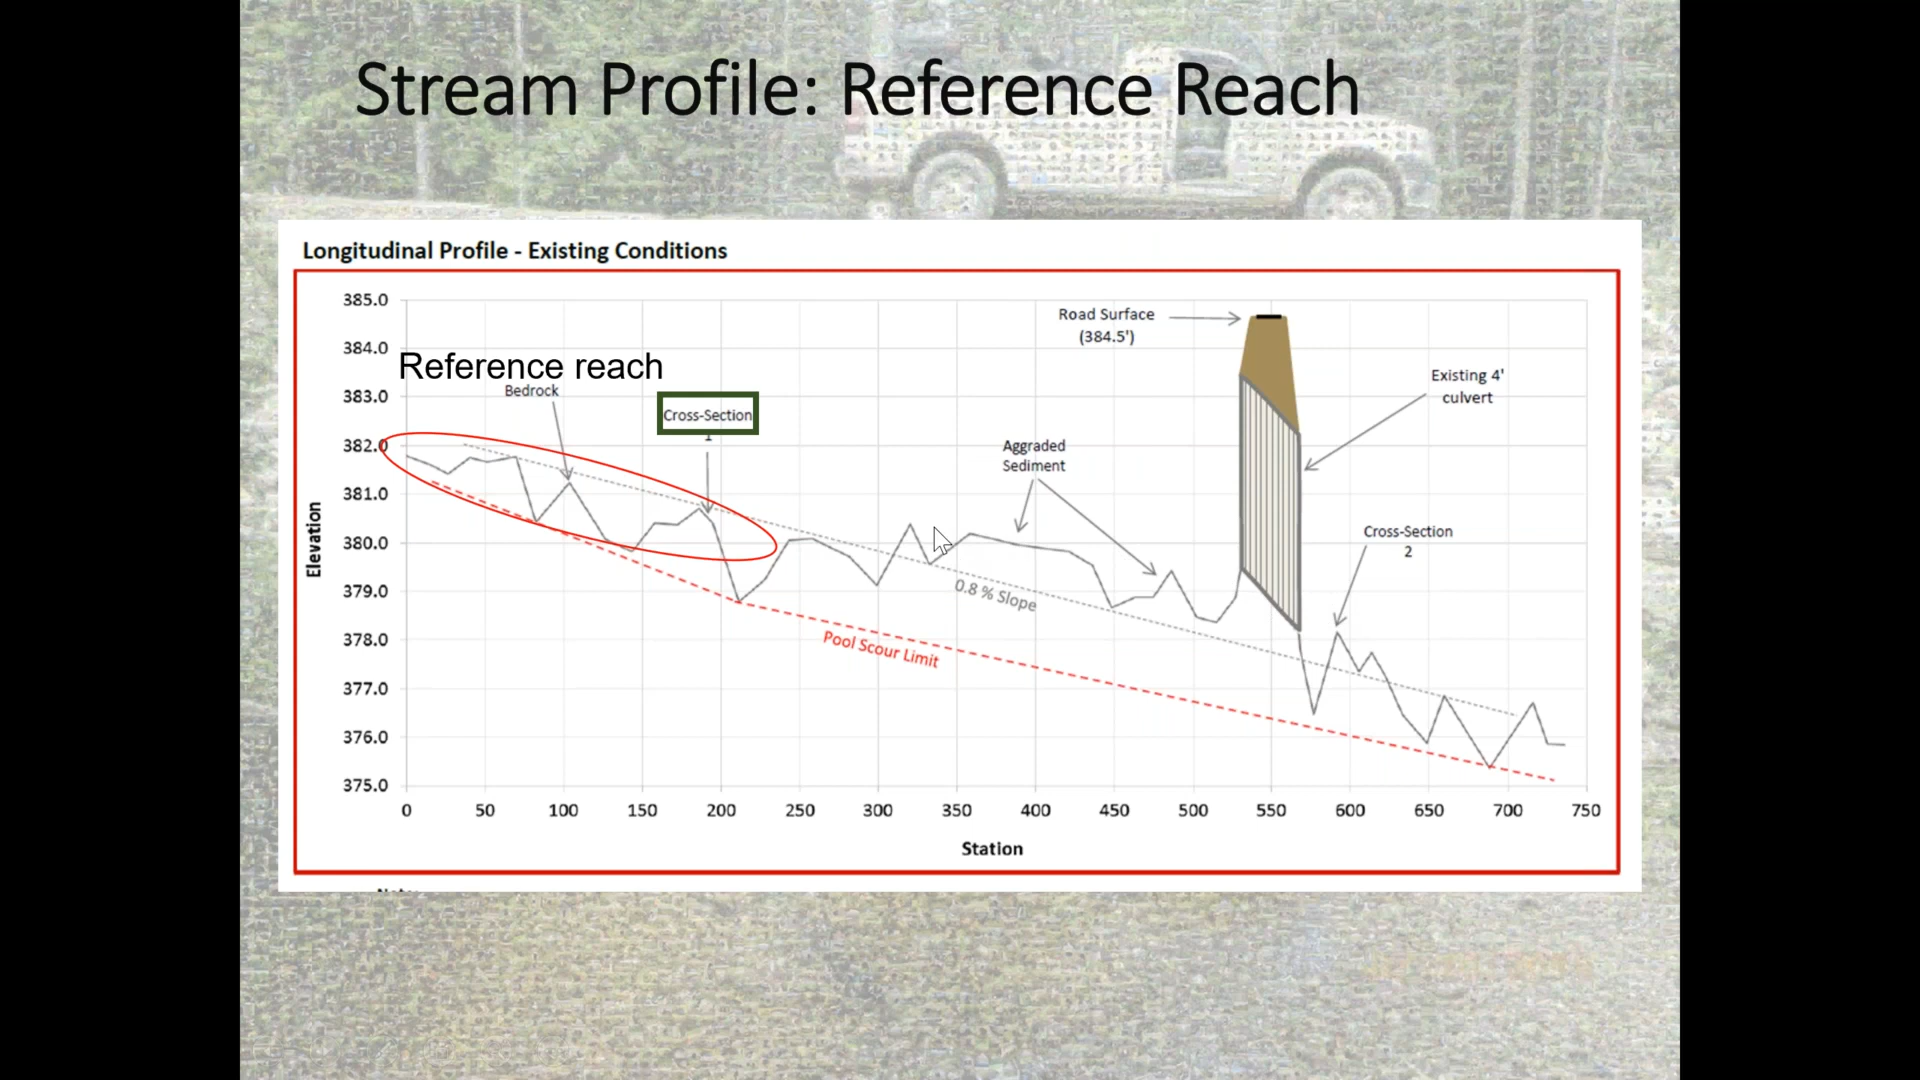 Stream Profile: Reference Reach
Longitudinal Profile - Existing Conditions
385.0
384.0
383.0
382.0
381.0
380.0
379.0
378.0
377.0
376.0
375.0
Elevation
Reference reach
Bedrock
Cross-Section
1
Road Surface
(384.5')
Existing 4'
culvert
Aggraded
Sediment
Cross-Section
2
0.8 % Slope
Pool Scour Limit
0 50 100 150 200 250 300 350 400 450 500 550 600 650 700 750
Station